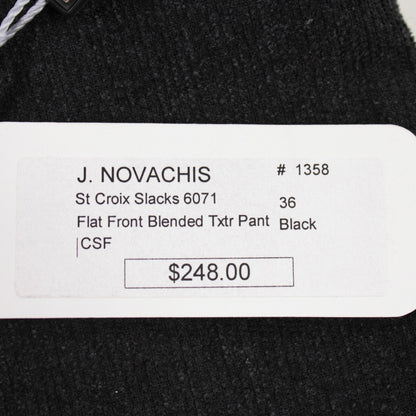 J. NOVACHIS # 1358
St Croix Slacks 6071 36
Flat Front Blended Txtr Pant Black
CSF
$248.00